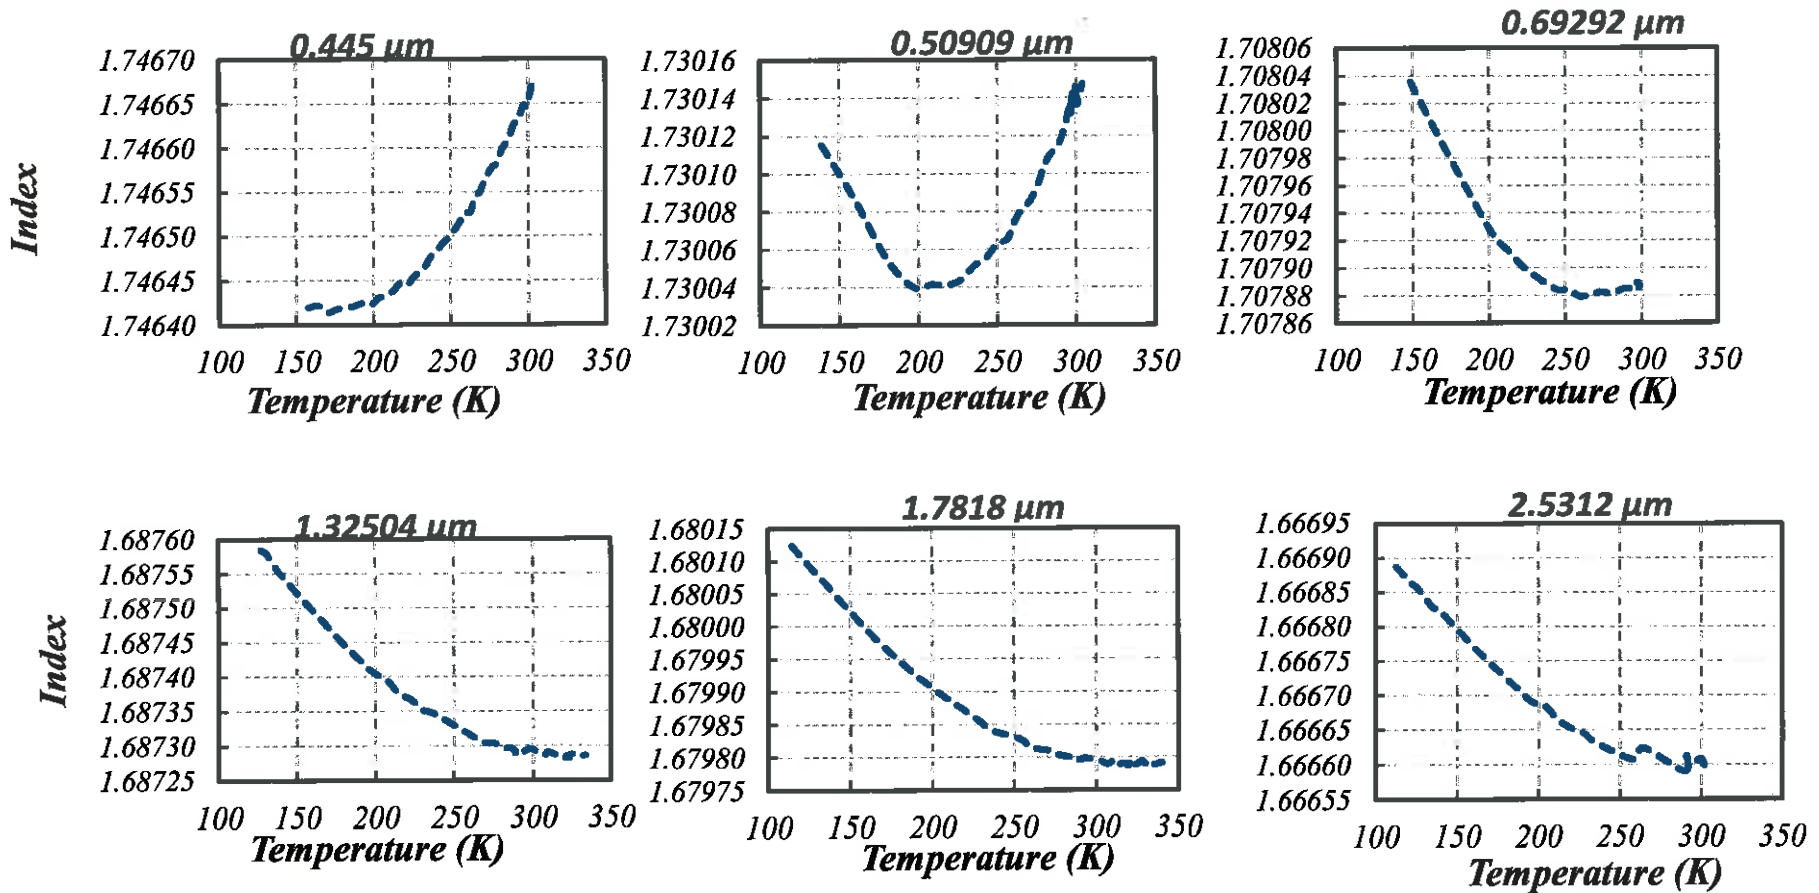 0.445 µm
1.74670
1.74665
1.74660
1.74655
1.74650
1.74645
1.74640
Index
100 150 200 250 300 350
Temperature (K)
0.50909 µm
1.73016
1.73014
1.73012
1.73010
1.73008
1.73006
1.73004
1.73002
100 150 200 250 300 350
Temperature (K)
0.69292 µm
1.70806
1.70804
1.70802
1.70800
1.70798
1.70796
1.70794
1.70792
1.70790
1.70788
1.70786
100 150 200 250 300 350
Temperature (K)
1.32504 µm
1.68760
1.68755
1.68750
1.68745
1.68740
1.68735
1.68730
1.68725
Index
100 150 200 250 300 350
Temperature (K)
1.7818 µm
1.68015
1.68010
1.68005
1.68000
1.67995
1.67990
1.67985
1.67980
1.67975
100 150 200 250 300 350
Temperature (K)
2.5312 µm
1.66695
1.66690
1.66685
1.66680
1.66675
1.66670
1.66665
1.66660
1.66655
100 150 200 250 300 350
Temperature (K)